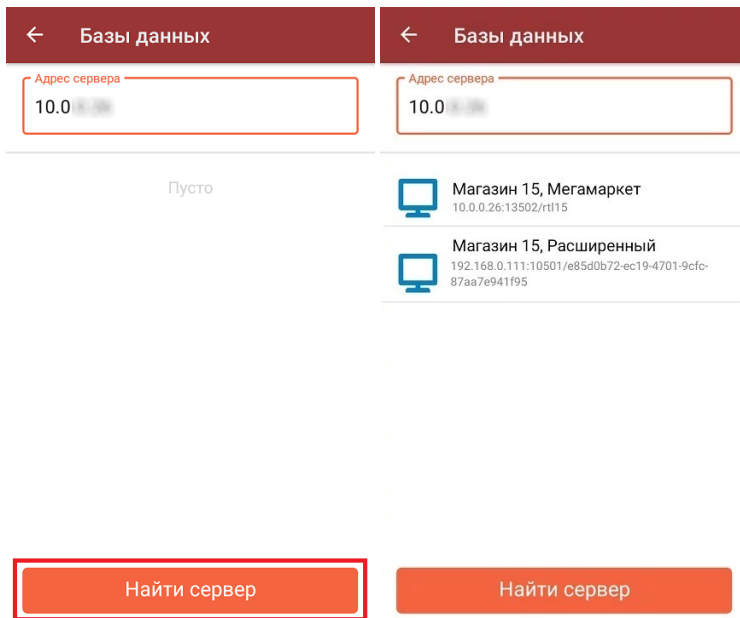 Базы данных
Адрес сервера
10.0
Пусто
Найти сервер
Базы данных
Адрес сервера
10.0
Магазин 15, Мегамаркет
10.0.0.26:13502/rtl15
Магазин 15, Расширенный
192.168.0.111:10501/e85d0b72-ec19-4701-9cfc-
87aa7e941f95
Найти сервер